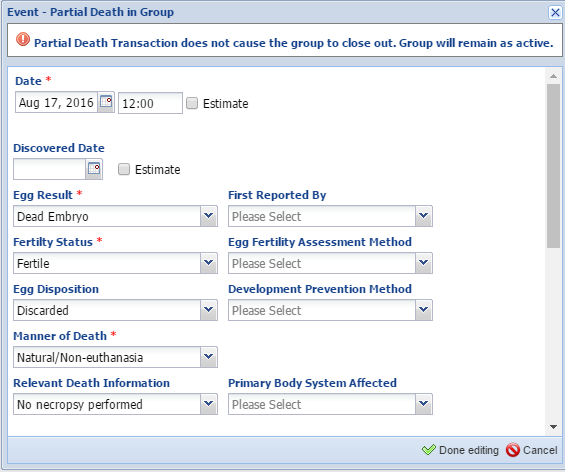 Event - Partial Death in Group
Partial Death Transaction does not cause the group to close out. Group will remain as active.
Date *
Aug 17, 2016 12:00 Estimate
Discovered Date
Estimate
Egg Result * First Reported By
Dead Embryo Please Select
Fertilty Status * Egg Fertility Assessment Method
Fertile Please Select
Egg Disposition Development Prevention Method
Discarded Please Select
Manner of Death *
Natural/Non-euthanasia
Relevant Death Information Primary Body System Affected
No necropsy performed Please Select
Done editing Cancel